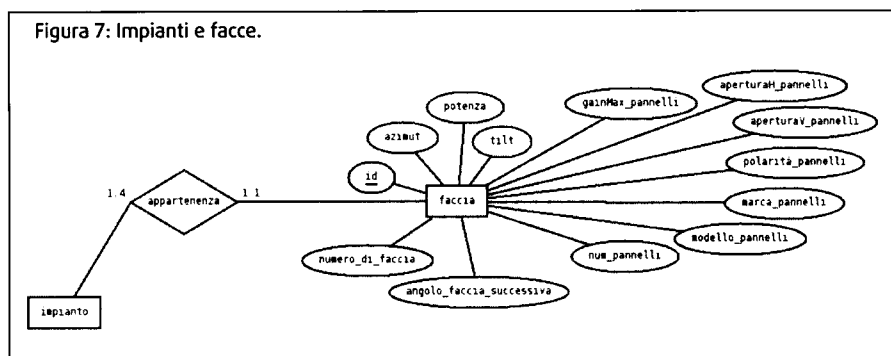 Figura 7: Impianti e facce.
potenza
gainMax_pannelli
aperturaH_pannelli
azimut
tilt
aperturaV_pannelli
polarità_pannelli
id
1.4
appartenenza
1 1
faccia
marca_pannelli
modello_pannelli
numero_di_faccia
num_pannelli
angolo_faccia_successiva
impianto